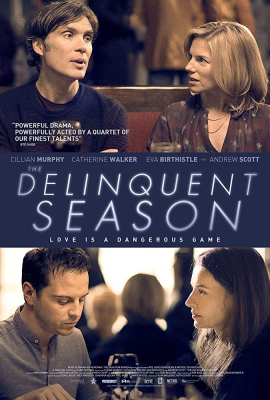 "POWERFUL DRAMA,
POWERFULLY ACTED BY A QUARTET OF
OUR FINEST TALENTS"
CILLIAN MURPHY CATHERINE WALKER EVA BIRTHISTLE AND ANDREW SCOTT
THE
DELINQUENT
SEASON
LOVE IS A DANGEROUS GAME